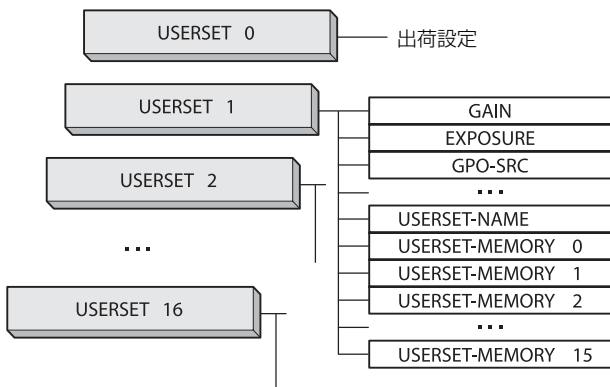 USERSET 0
出荷設定
USERSET 1
GAIN
EXPOSURE
GPO-SRC
...
USERSET-NAME
USERSET-MEMORY 0
USERSET-MEMORY 1
USERSET-MEMORY 2
...
USERSET-MEMORY 15
USERSET 2
...
USERSET 16